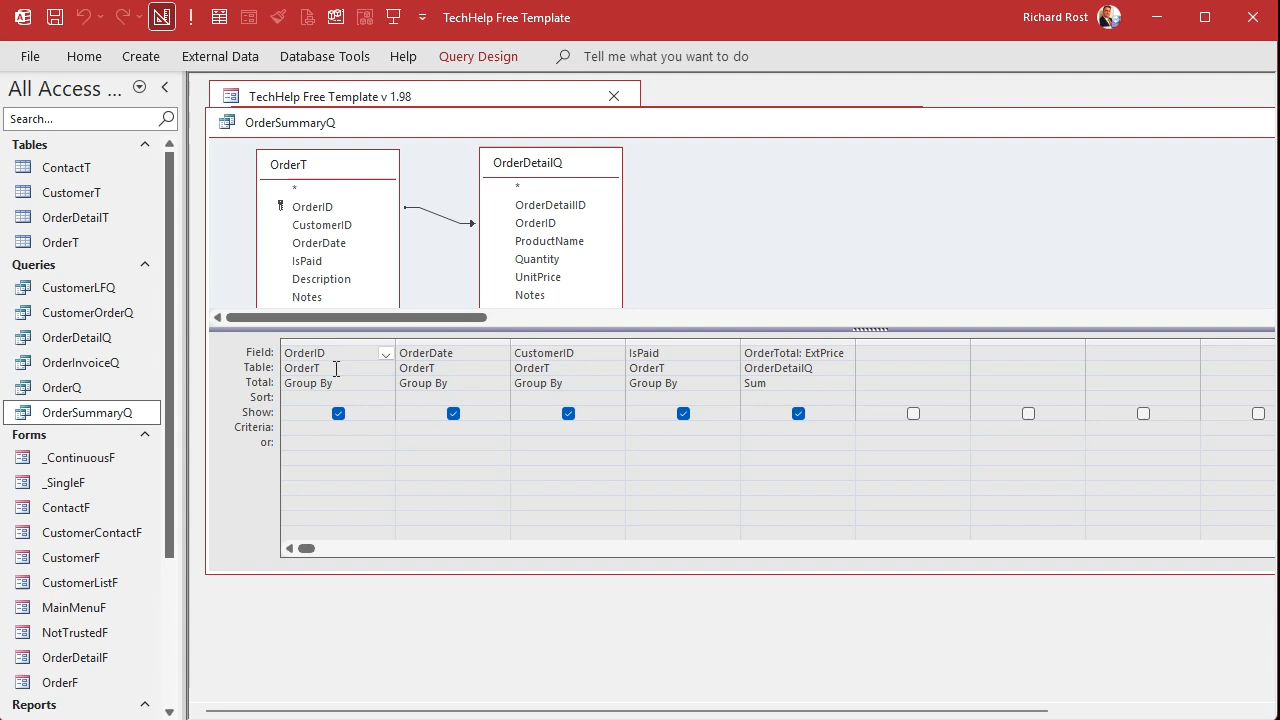 TechHelp Free Template
Richard Rost
File Home Create External Data Database Tools Help Query Design Tell me what you want to do
All Access ...
Search...
Tables
ContactT
CustomerT
OrderDetailT
OrderT
Queries
CustomerLFQ
CustomerOrderQ
OrderDetailQ
OrderInvoiceQ
OrderQ
OrderSummaryQ
Forms
_ContinuousF
_SingleF
ContactF
CustomerContactF
CustomerF
CustomerListF
MainMenuF
NotTrustedF
OrderDetailF
OrderF
Reports
TechHelp Free Template v 1.98
OrderSummaryQ
OrderT
*
OrderID
CustomerID
OrderDate
IsPaid
Description
Notes
OrderDetailQ
*
OrderDetailID
OrderID
ProductName
Quantity
UnitPrice
Notes
Field: OrderID OrderDate CustomerID IsPaid OrderTotal: ExtPrice
Table: OrderT OrderT OrderT OrderT OrderDetailQ
Total: Group By Group By Group By Group By Sum
Sort:
Show:
Criteria:
or: